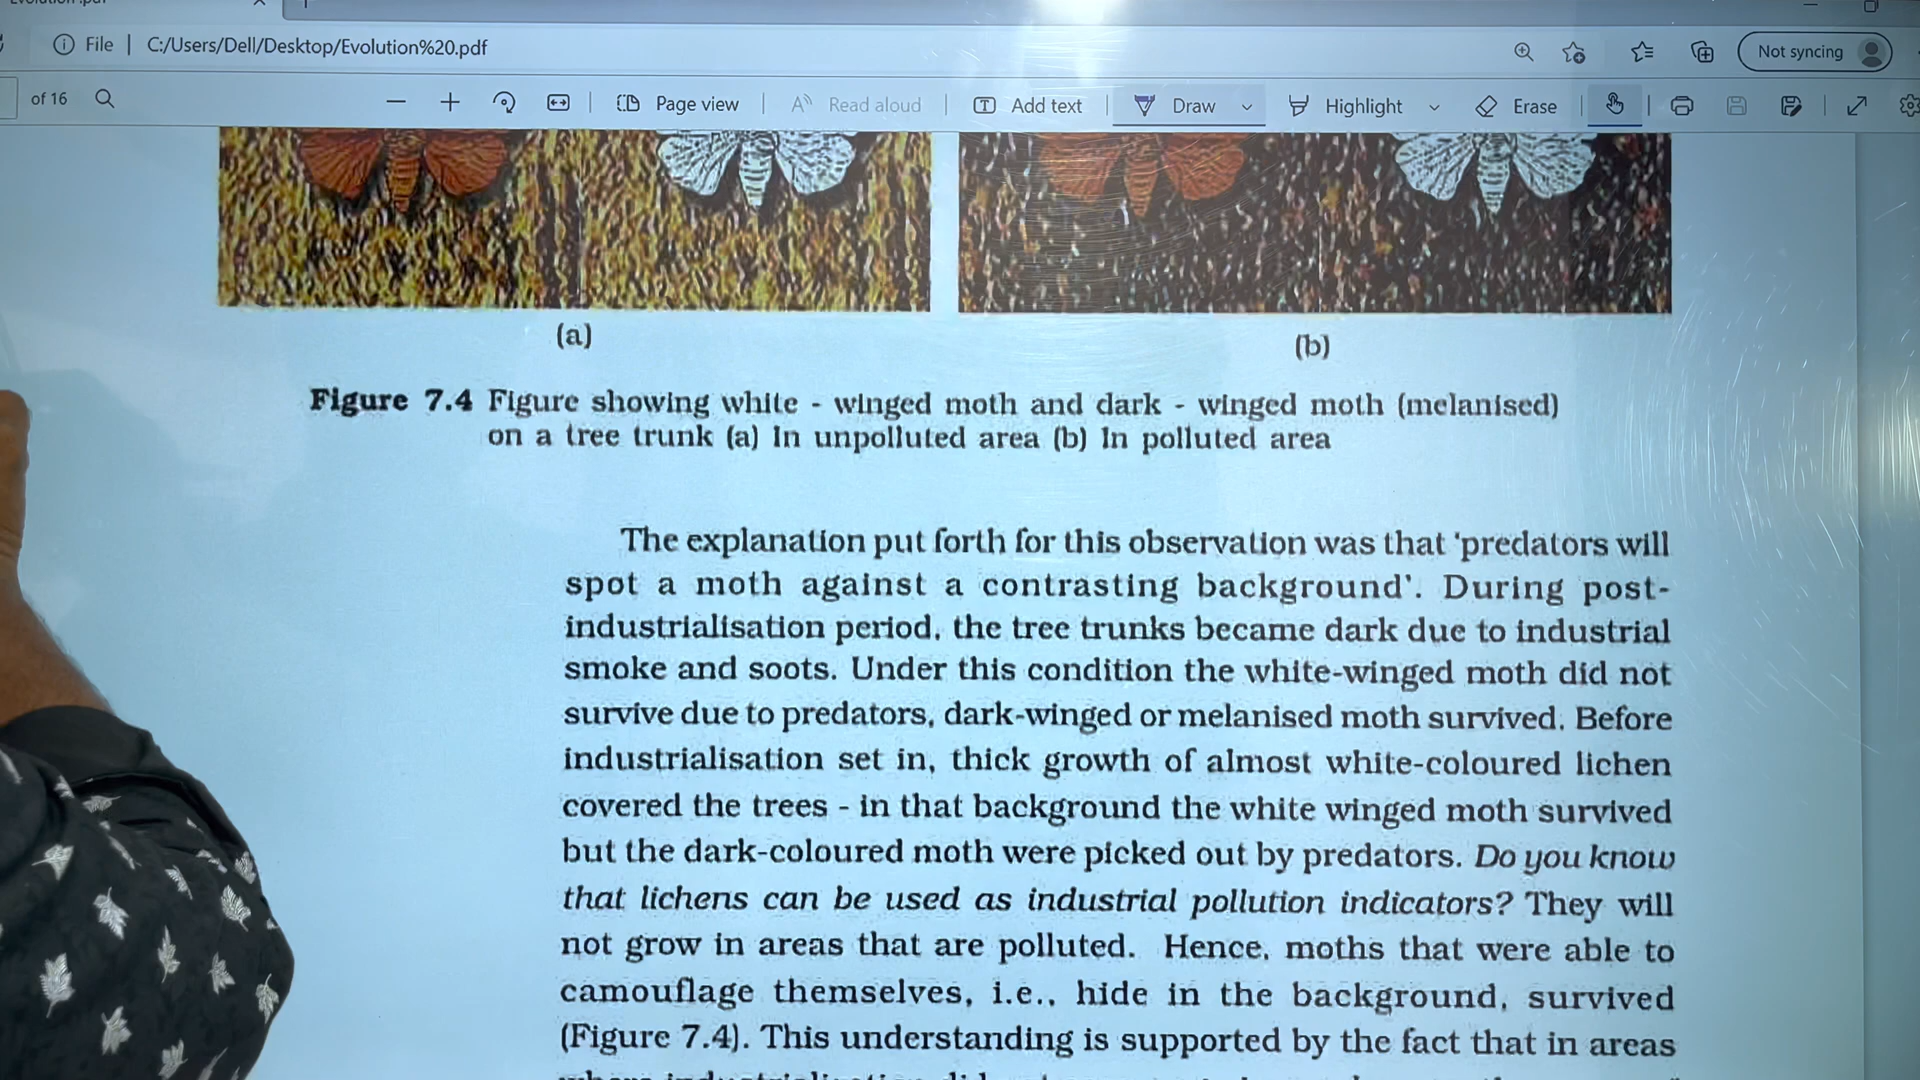 File | C:/Users/Dell/Desktop/Evolution%20.pdf
Not syncing
of 16
Page view
Read aloud
Add text
Draw
Highlight
Erase
(a)
(b)
Figure 7.4 Figure showing white - winged moth and dark - winged moth (melanised)
on a tree trunk (a) In unpolluted area (b) In polluted area
The explanation put forth for this observation was that 'predators will
spot a moth against a contrasting background'. During post-
industrialisation period, the tree trunks became dark due to industrial
smoke and soots. Under this condition the white-winged moth did not
survive due to predators, dark-winged or melanised moth survived. Before
industrialisation set in, thick growth of almost white-coloured lichen
covered the trees - in that background the white winged moth survived
but the dark-coloured moth were picked out by predators. Do you know
that lichens can be used as industrial pollution indicators? They will
not grow in areas that are polluted. Hence, moths that were able to
camouflage themselves, i.e., hide in the background, survived
(Figure 7.4). This understanding is supported by the fact that in areas